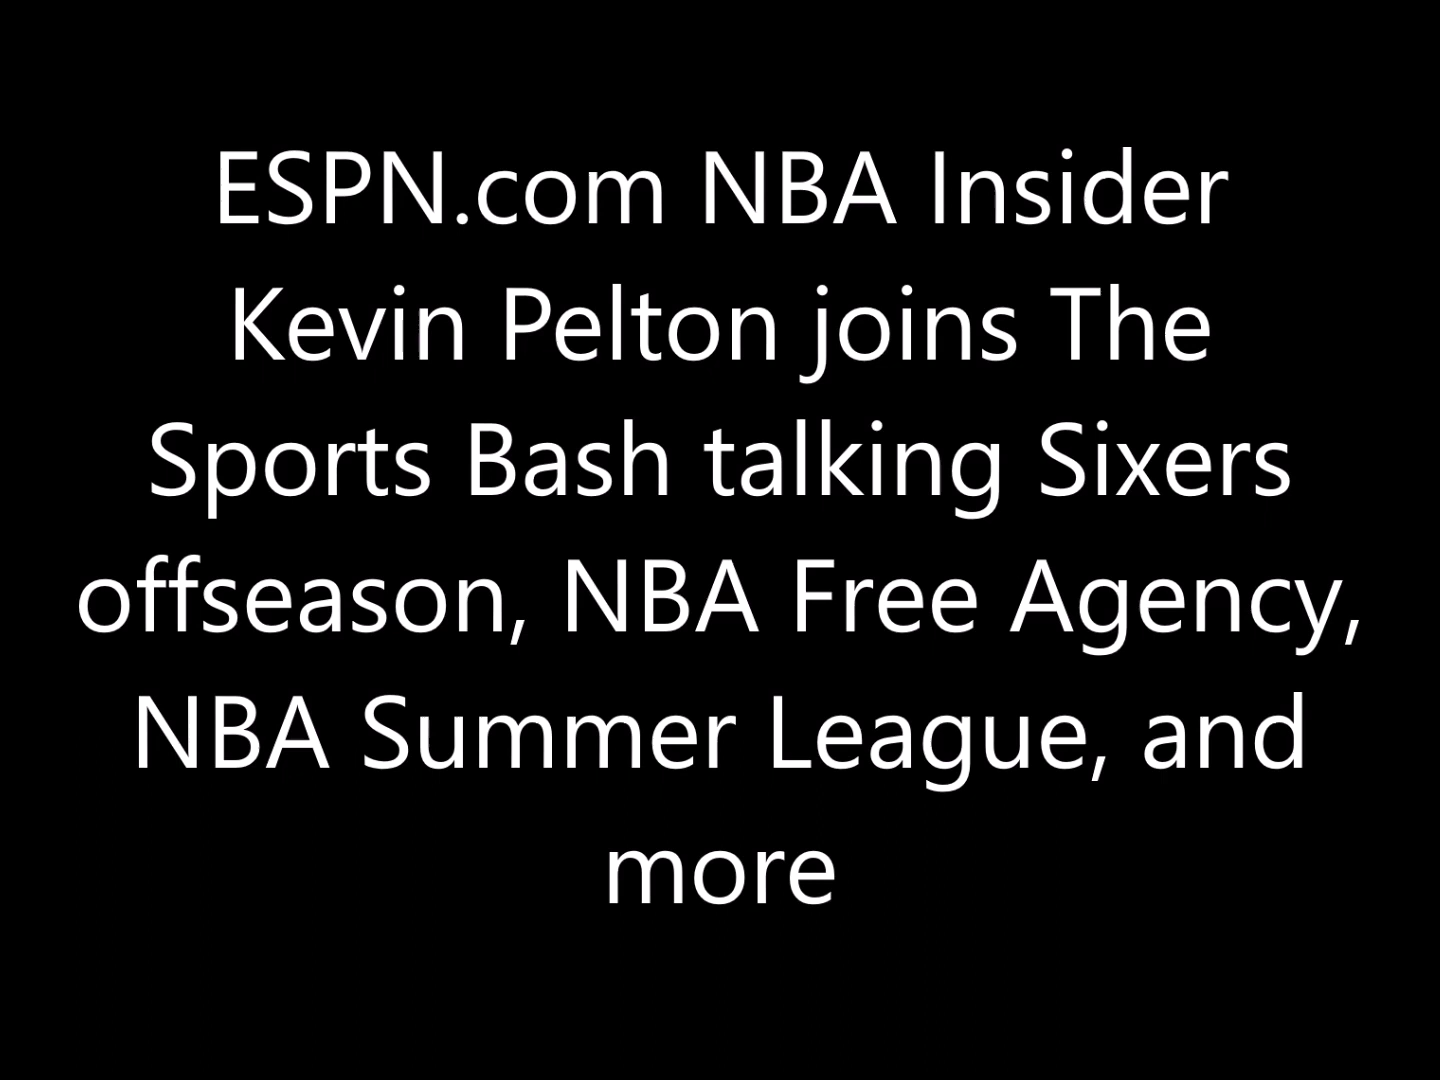 ESPN.com NBA Insider
Kevin Pelton joins The
Sports Bash talking Sixers
offseason, NBA Free Agency,
NBA Summer League, and
more